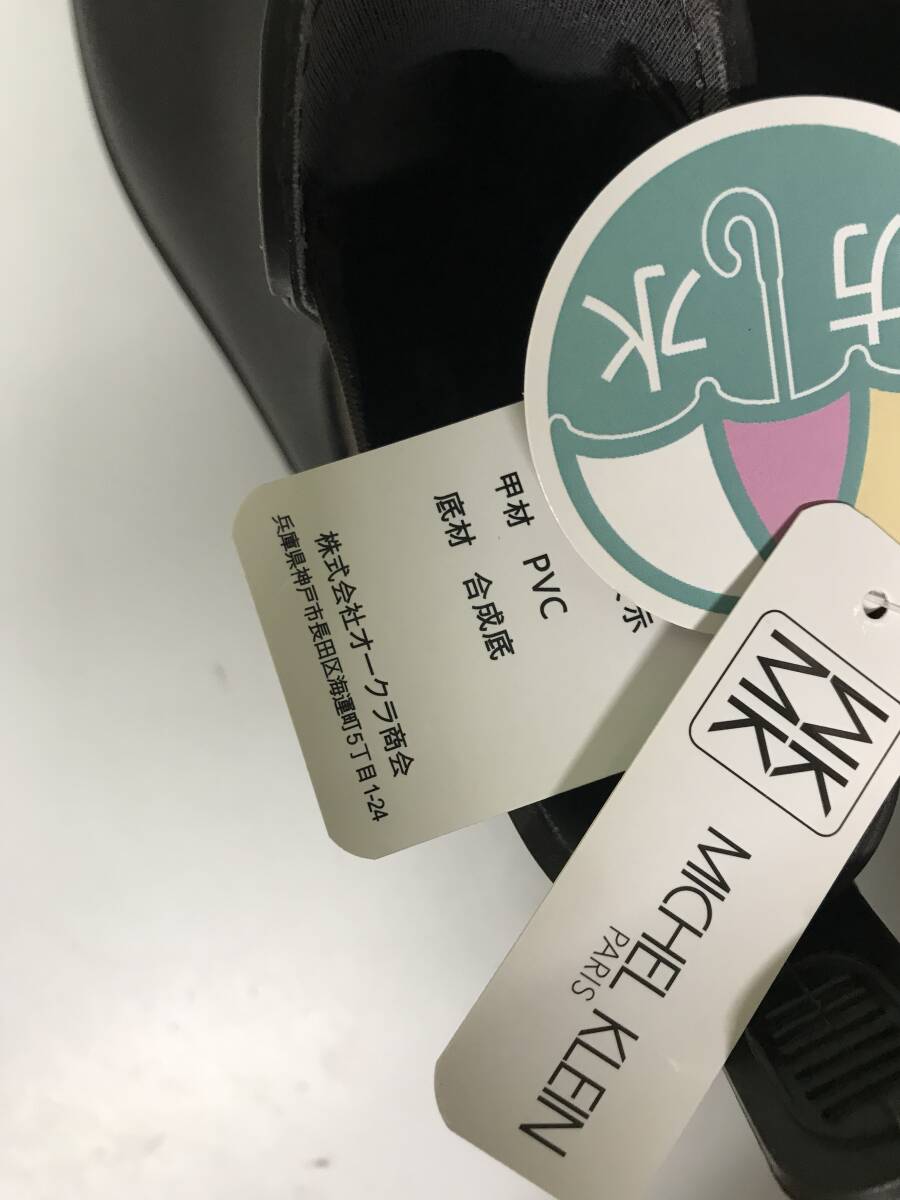 水
甲材 PVC
底材 合成底
株式会社オークラ商会
兵庫県神戸市長田区海運町5丁目1-24
MK
MK
MICHEL KLEIN
PARIS